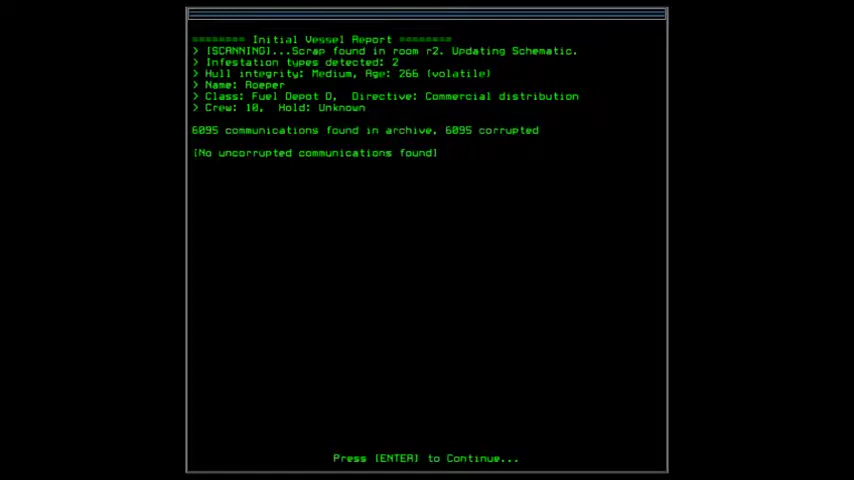 ======== Initial Vessel Report ========
> [SCANNING]...Scrap found in room r2. Updating Schematic.
> Infestation types detected: 2
> Hull integrity: Medium, Age: 266 (volatile)
> Name: Roeper
> Class: Fuel Depot D, Directive: Commercial distribution
> Crew: 10, Hold: Unknown
6095 communications found in archive, 6095 corrupted
[No uncorrupted communications found]
Press [ENTER] to Continue...